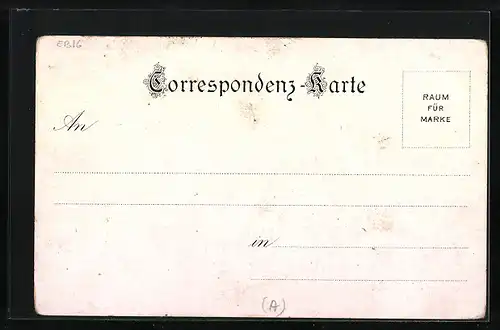 EB16
Correspondenz-Karte
RAUM
FÜR
MARKE
An
in
(A)